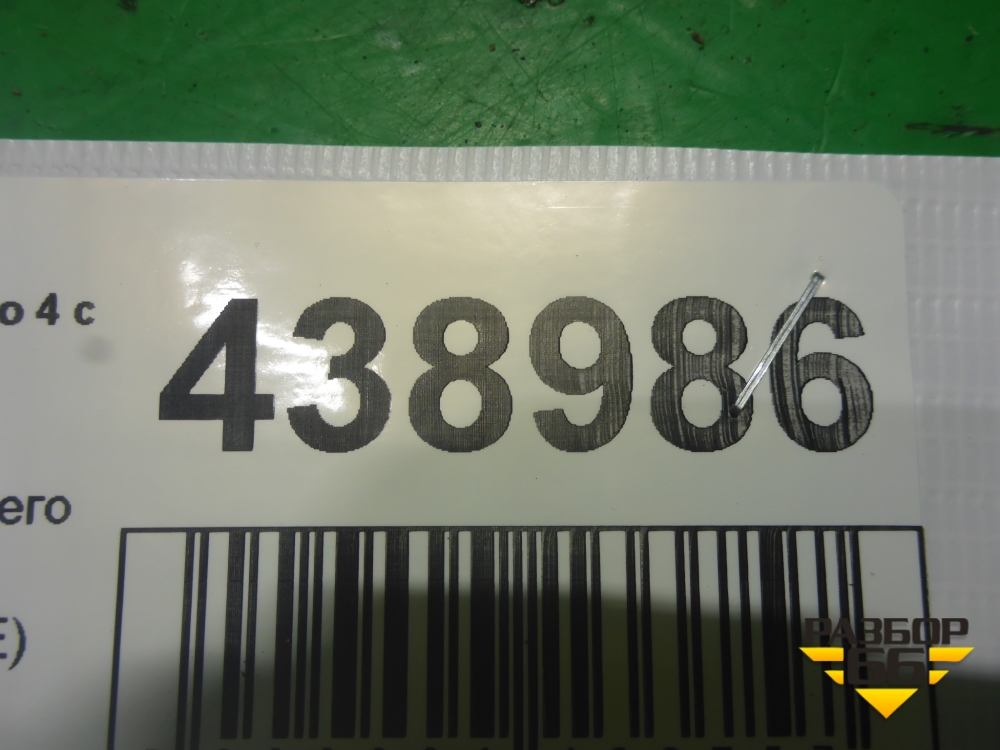 о 4 с
438986
его
Е)
РАЗБОР
66